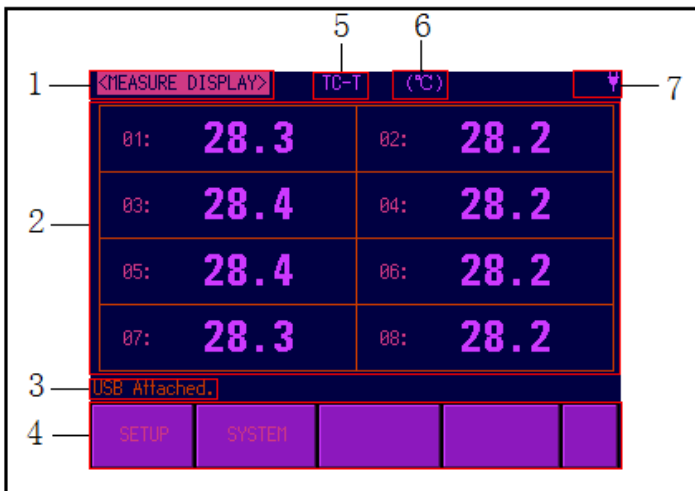 5 6
1 <MEASURE DISPLAY> TC-T (℃) 7
01: 28.3 02: 28.2
2 03: 28.4 04: 28.2
05: 28.4 06: 28.2
07: 28.3 08: 28.2
3 USB Attached.
4 SETUP SYSTEM